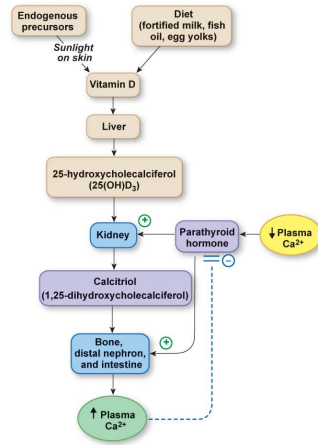 Endogenous
precursors
Diet
(fortified milk, fish
oil, egg yolks)
Sunlight
on skin
Vitamin D
Liver
25-hydroxycholecalciferol
(25(OH)D₃)
+
Kidney
Parathyroid
hormone
↓ Plasma
Ca²⁺
−
Calcitriol
(1,25-dihydroxycholecalciferol)
+
Bone,
distal nephron,
and intestine
↑ Plasma
Ca²⁺